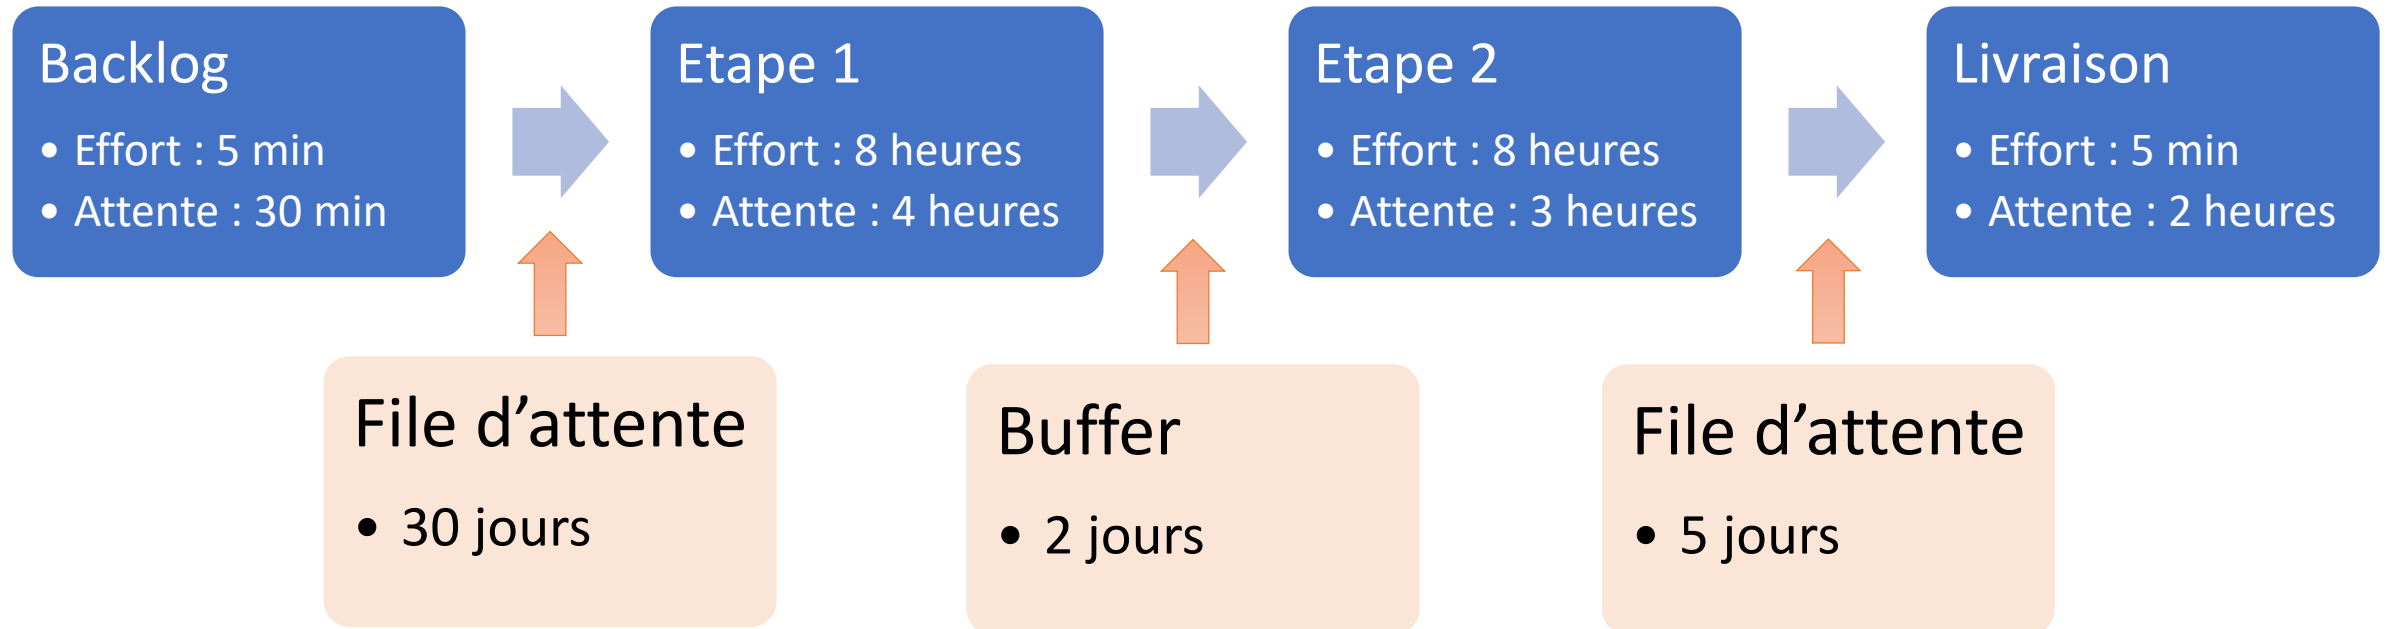 Backlog
• Effort : 5 min
• Attente : 30 min
Etape 1
• Effort : 8 heures
• Attente : 4 heures
Etape 2
• Effort : 8 heures
• Attente : 3 heures
Livraison
• Effort : 5 min
• Attente : 2 heures
File d’attente
• 30 jours
Buffer
• 2 jours
File d’attente
• 5 jours